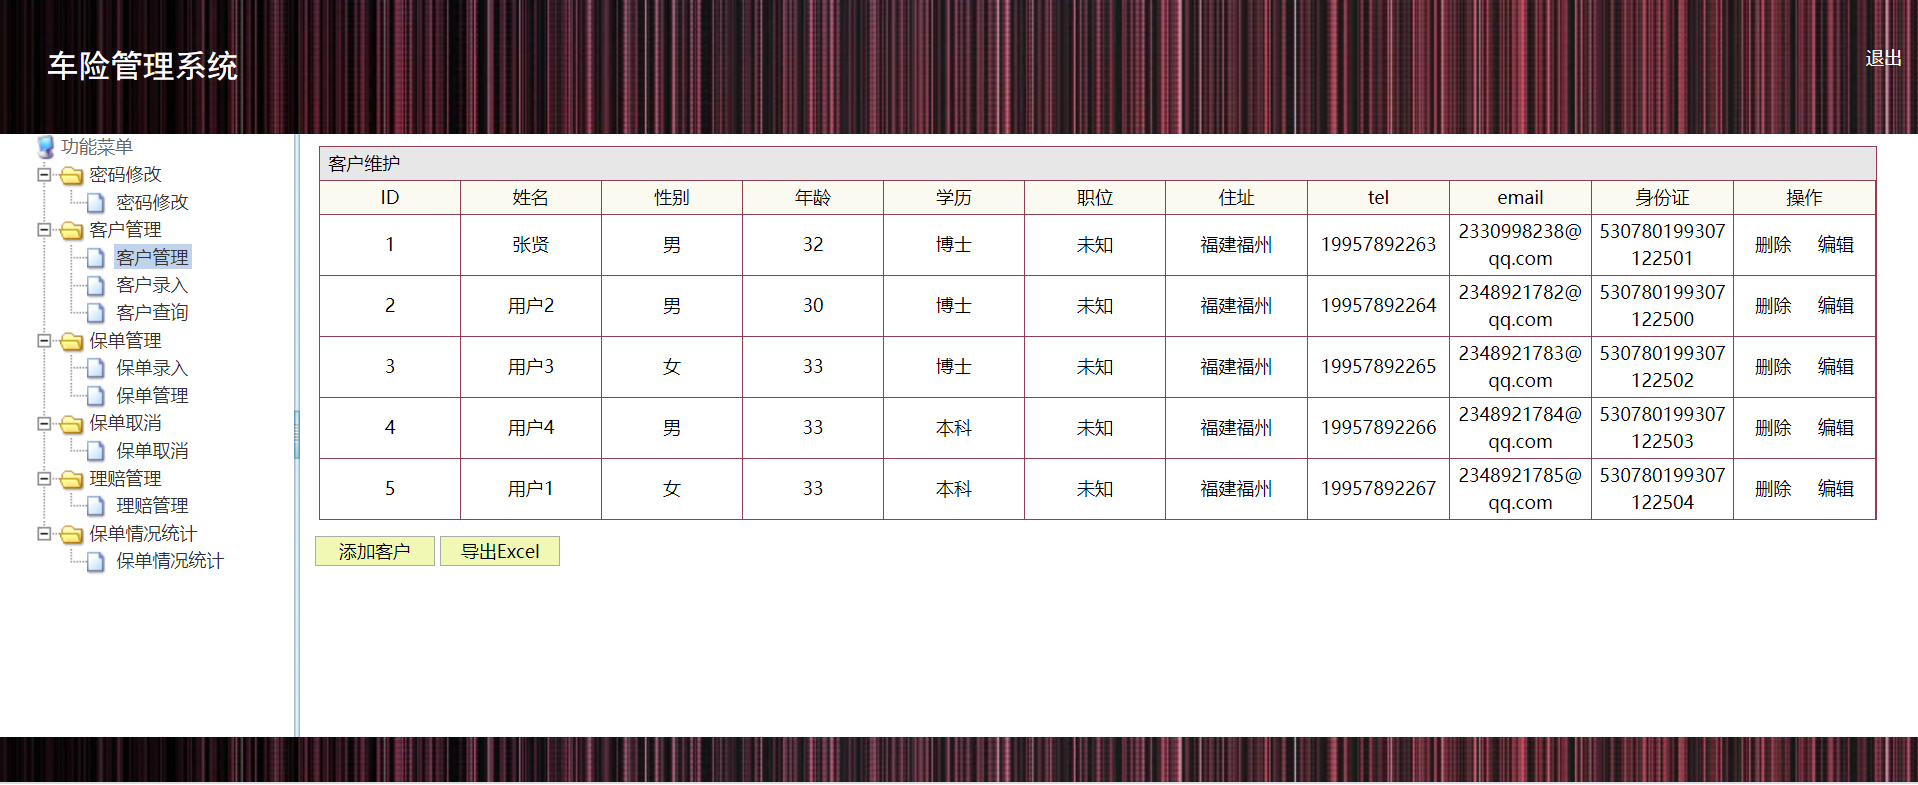 车险管理系统
退出
功能菜单
密码修改
密码修改
客户管理
客户管理
客户录入
客户查询
保单管理
保单录入
保单管理
保单取消
保单取消
理赔管理
理赔管理
保单情况统计
保单情况统计
客户维护
ID 姓名 性别 年龄 学历 职位 住址 tel email 身份证 操作
1 张贤 男 32 博士 未知 福建福州 19957892263 2330998238@qq.com 530780199307122501 删除 编辑
2 用户2 男 30 博士 未知 福建福州 19957892264 2348921782@qq.com 530780199307122500 删除 编辑
3 用户3 女 33 博士 未知 福建福州 19957892265 2348921783@qq.com 530780199307122502 删除 编辑
4 用户4 男 33 本科 未知 福建福州 19957892266 2348921784@qq.com 530780199307122503 删除 编辑
5 用户1 女 33 本科 未知 福建福州 19957892267 2348921785@qq.com 530780199307122504 删除 编辑
添加客户 导出Excel